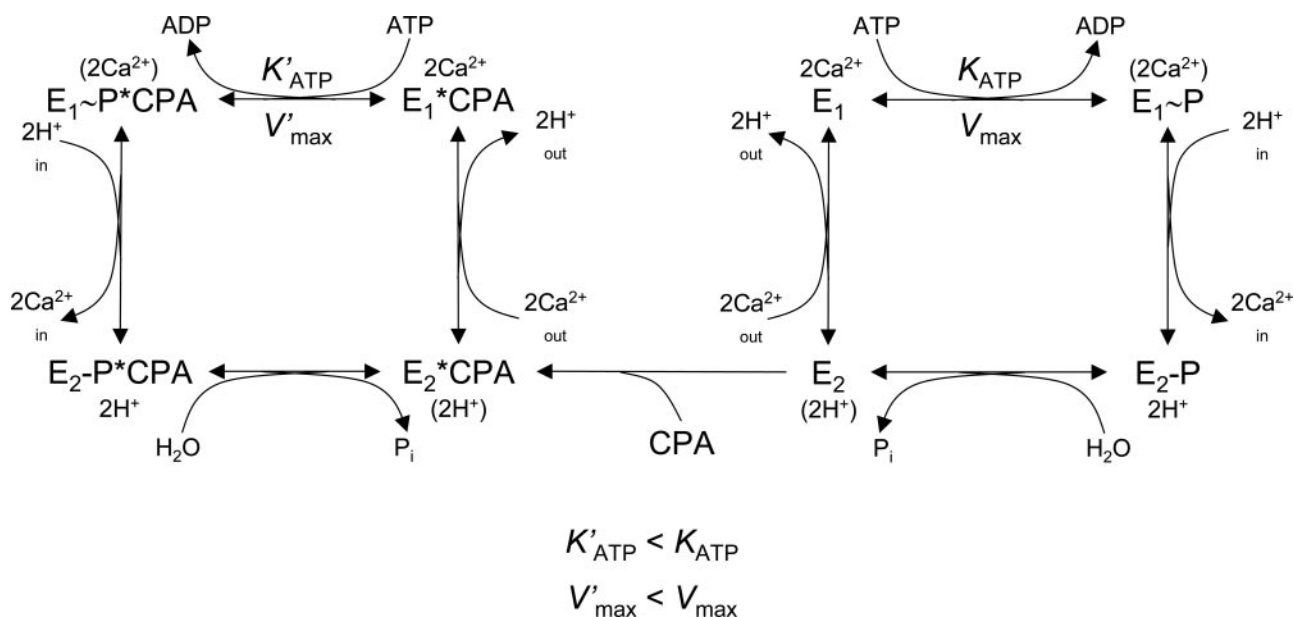 ADP ATP ATP ADP
(2Ca²⁺) K'ATP 2Ca²⁺ 2Ca²⁺ KATP (2Ca²⁺)
E₁~P*CPA E₁*CPA E₁ E₁~P
V'max Vmax
2H⁺ 2H⁺ 2H⁺ 2H⁺
in out out in
2Ca²⁺ 2Ca²⁺ 2Ca²⁺ 2Ca²⁺
in out out in
E₂-P*CPA E₂*CPA E₂ E₂-P
2H⁺ (2H⁺) (2H⁺) 2H⁺
H₂O Pᵢ CPA Pᵢ H₂O
K'ATP < KATP
V'max < Vmax